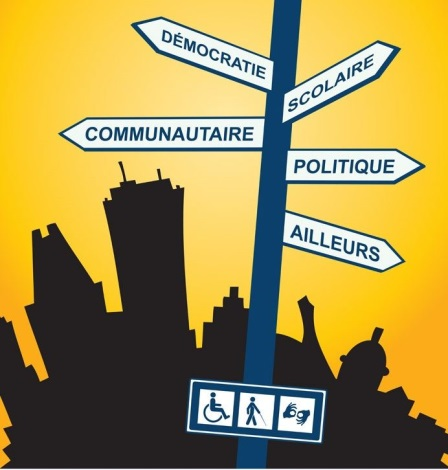 DÉMOCRATIE
SCOLAIRE
COMMUNAUTAIRE
POLITIQUE
AILLEURS